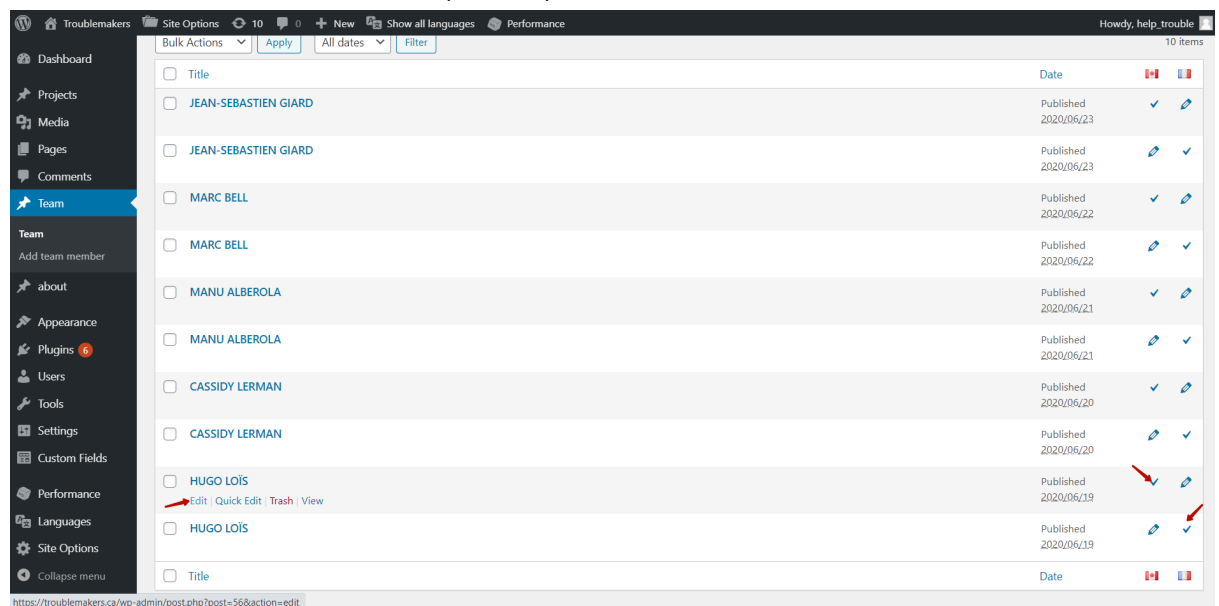 Troublemakers Site Options 10 0 + New Show all languages Performance Howdy, help_trouble
Bulk Actions Apply All dates Filter 10 items
Dashboard
Title Date
Projects
JEAN-SEBASTIEN GIARD Published
2020/06/23
Media
Pages
JEAN-SEBASTIEN GIARD Published
2020/06/23
Comments
Team
MARC BELL Published
2020/06/22
Team
MARC BELL Published
2020/06/22
Add team member
about
MANU ALBEROLA Published
2020/06/21
Appearance
MANU ALBEROLA Published
2020/06/21
Plugins 6
Users
CASSIDY LERMAN Published
2020/06/20
Tools
Settings
CASSIDY LERMAN Published
2020/06/20
Custom Fields
HUGO LOÏS Published
Edit | Quick Edit | Trash | View 2020/06/19
Performance
Languages
HUGO LOÏS Published
2020/06/19
Site Options
Collapse menu
Title Date
https://troublemakers.ca/wp-admin/post.php?post=56&action=edit